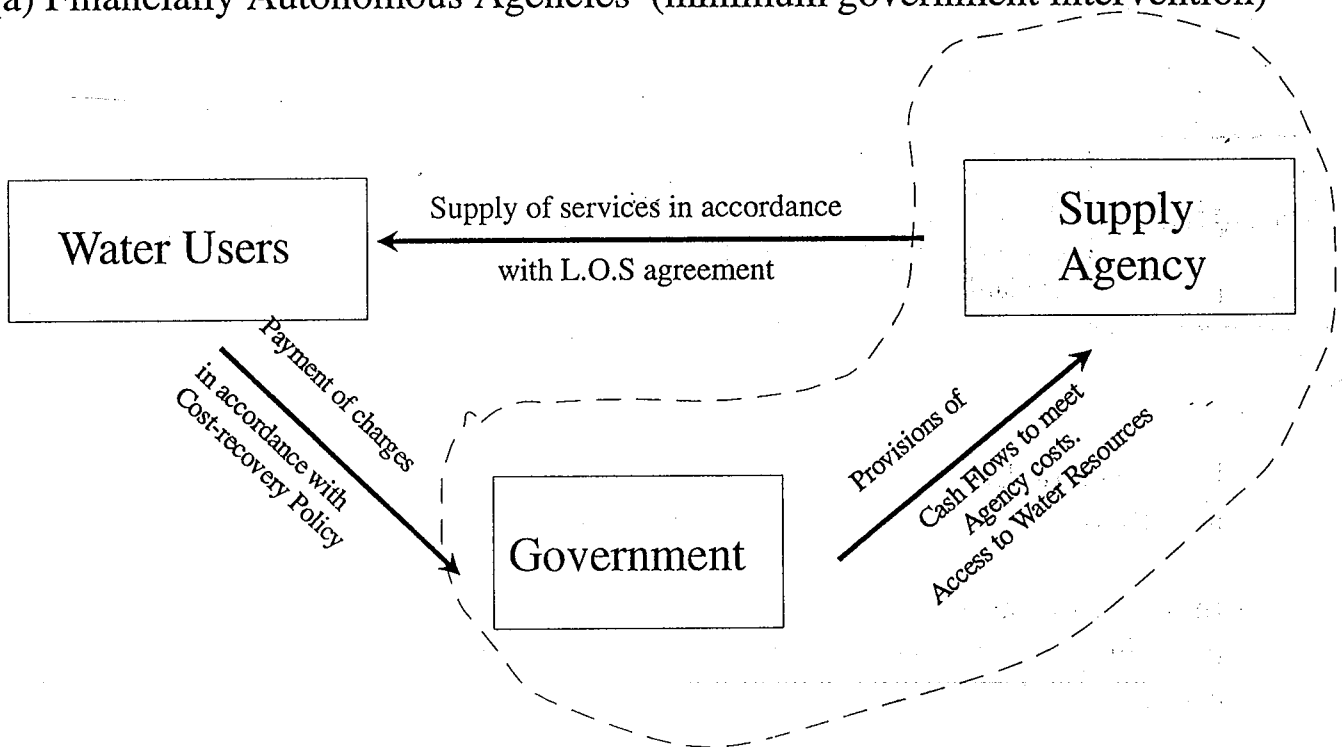 (a) Financially Autonomous Agencies (minimum government intervention)
Supply of services in accordance
with L.O.S agreement
Water Users
Supply
Agency
Payment of charges
in accordance with
Cost-recovery Policy
Provisions of
Cash Flows to meet
Agency costs.
Access to Water Resources
Government